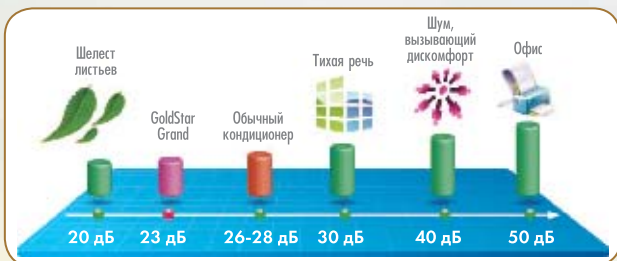 Шелест
листьев
GoldStar
Grand
Обычный
кондиционер
Тихая речь
Шум,
вызывающий
дискомфорт
Офис
20 дБ
23 дБ
26-28 дБ
30 дБ
40 дБ
50 дБ